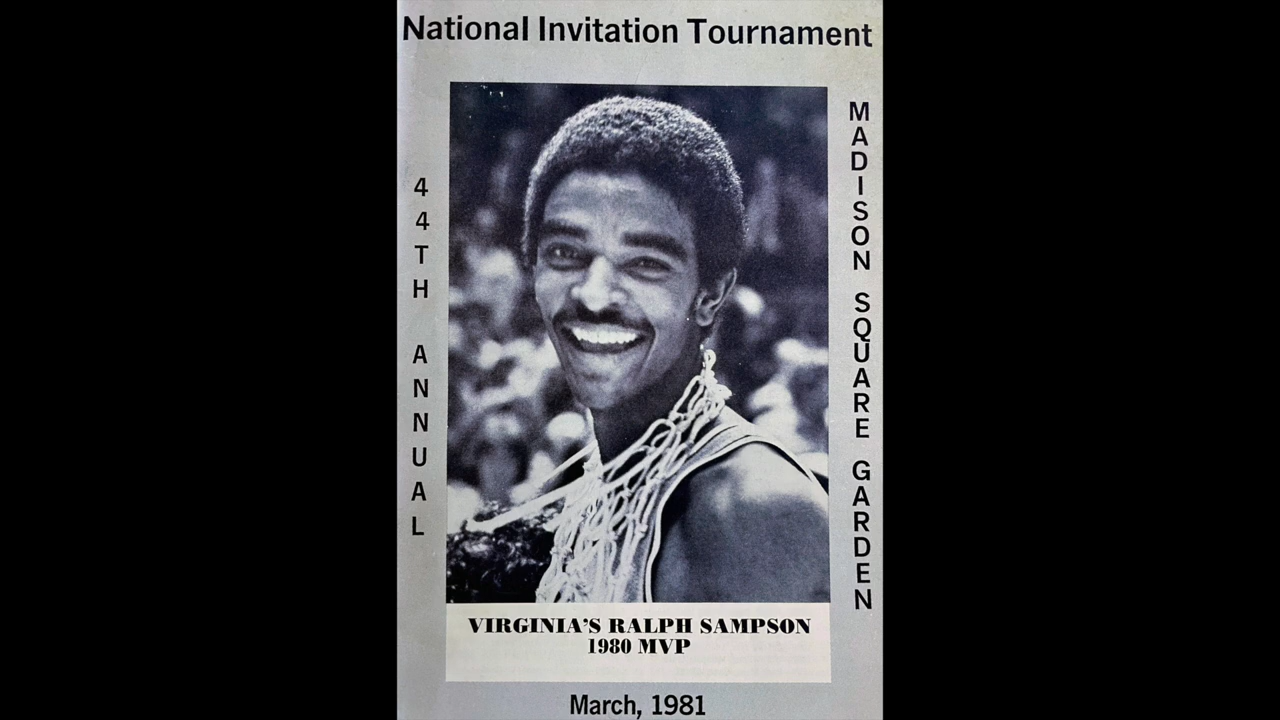 National Invitation Tournament
44TH ANNUAL
MADISON SQUARE GARDEN
VIRGINIA'S RALPH SAMPSON
1980 MVP
March, 1981